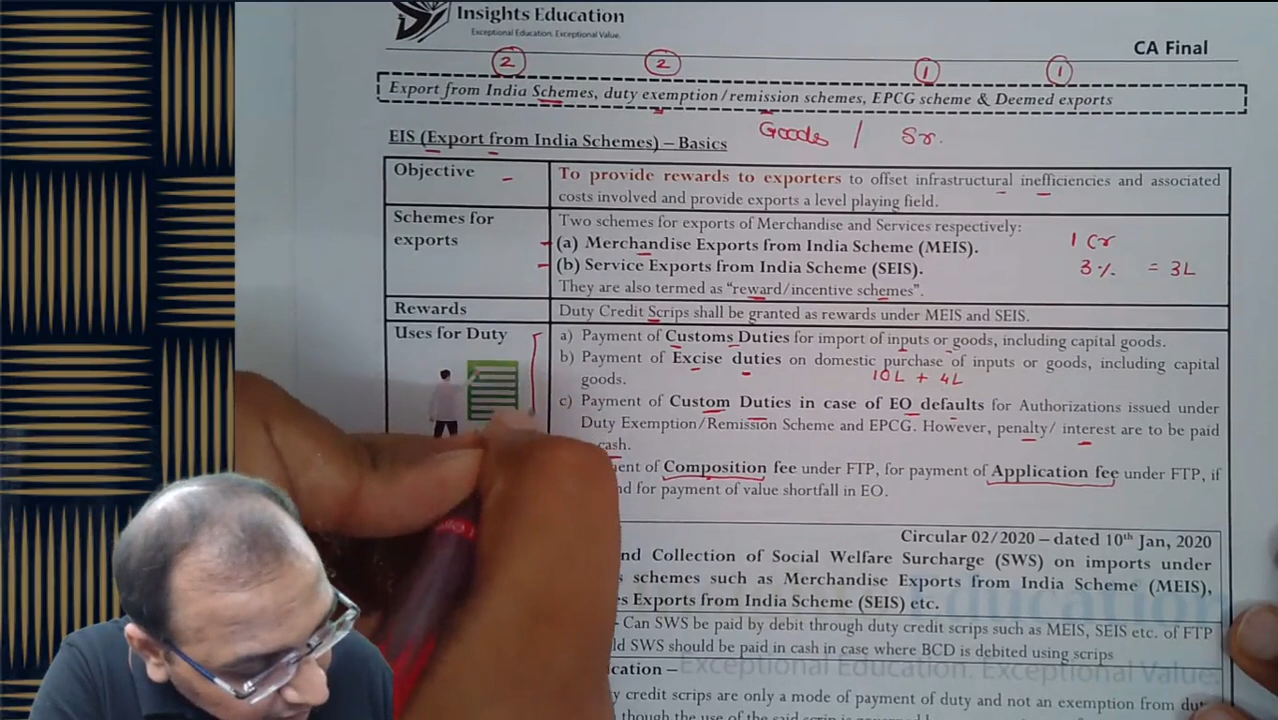 Insights Education
Exceptional Education. Exceptional Value.
CA Final
2 2 1 1
Export from India Schemes, duty exemption/remission schemes, EPCG scheme & Deemed exports
Goods / Sr.
EIS (Export from India Schemes) – Basics
Objective
To provide rewards to exporters to offset infrastructural inefficiencies and associated
costs involved and provide exports a level playing field.
Schemes for
exports
Two schemes for exports of Merchandise and Services respectively:
(a) Merchandise Exports from India Scheme (MEIS).
1 Cr
(b) Service Exports from India Scheme (SEIS).
3% = 3L
They are also termed as "reward/incentive schemes".
Rewards
Duty Credit Scrips shall be granted as rewards under MEIS and SEIS.
Uses for Duty
a) Payment of Customs Duties for import of inputs or goods, including capital goods.
b) Payment of Excise duties on domestic purchase of inputs or goods, including capital
goods.
10L + 4L
c) Payment of Custom Duties in case of EO defaults for Authorizations issued under
Duty Exemption/Remission Scheme and EPCG. However, penalty/ interest are to be paid
cash.
of Composition fee under FTP, for payment of Application fee under FTP, if
for payment of value shortfall in EO.
Circular 02/2020 – dated 10th Jan, 2020
Collection of Social Welfare Surcharge (SWS) on imports under
schemes such as Merchandise Exports from India Scheme (MEIS),
Exports from India Scheme (SEIS) etc.
– Can SWS be paid by debit through duty credit scrips such as MEIS, SEIS etc. of FTP
SWS should be paid in cash in case where BCD is debited using scrips
Exceptional Education. Exceptional Value.
credit scrips are only a mode of payment of duty and not an exemption from
though the use of the said scrip is governed